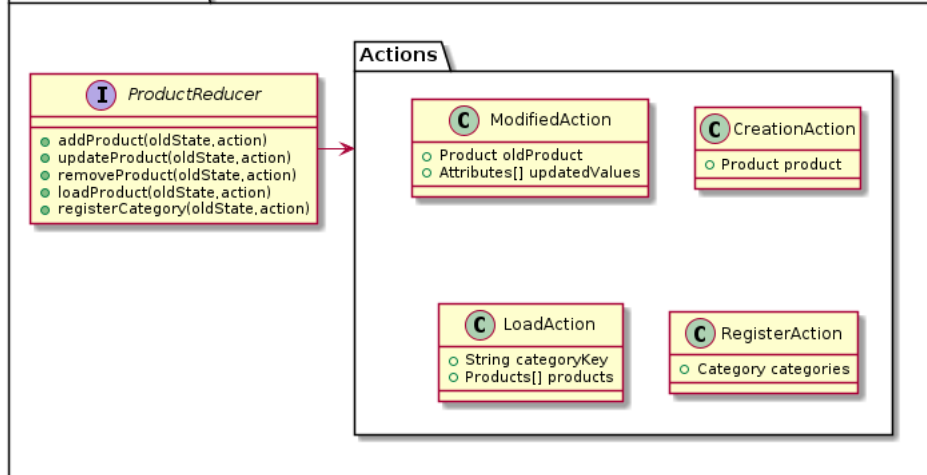 Actions
I ProductReducer
addProduct(oldState,action)
updateProduct(oldState,action)
removeProduct(oldState,action)
loadProduct(oldState,action)
registerCategory(oldState,action)
C ModifiedAction
Product oldProduct
Attributes[] updatedValues
C CreationAction
Product product
C LoadAction
String categoryKey
Products[] products
C RegisterAction
Category categories